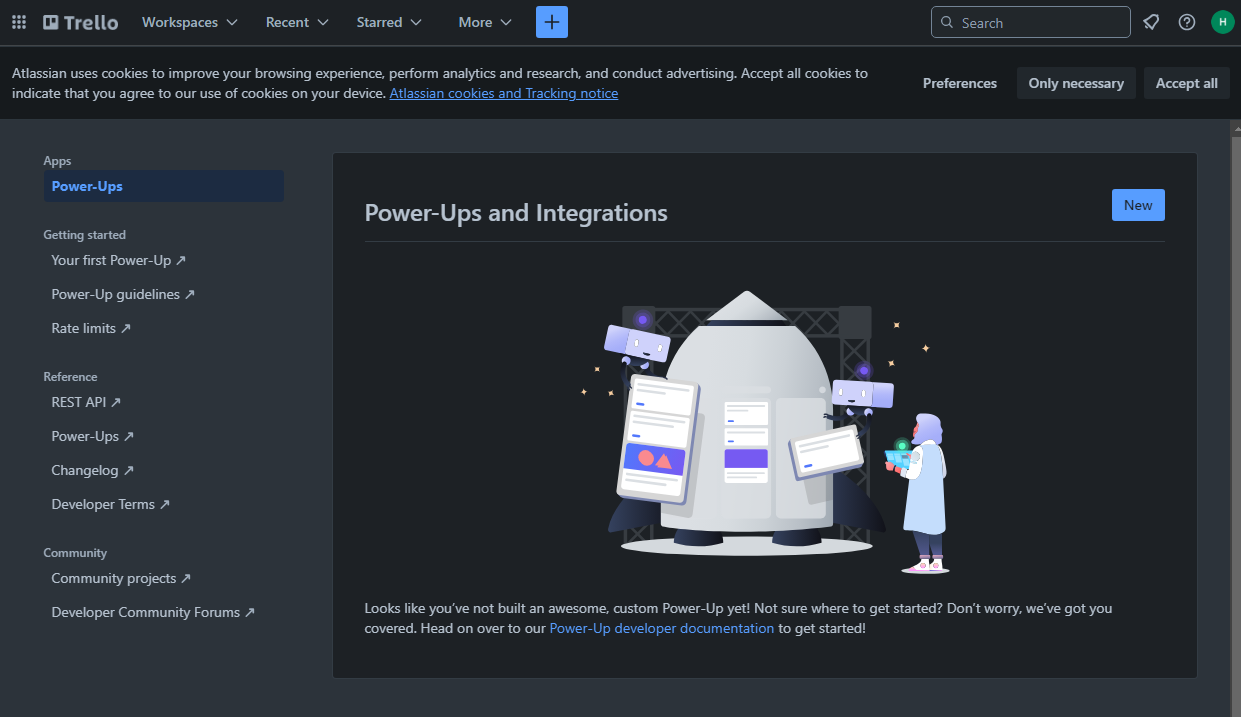 Trello Workspaces Recent Starred More Search H
Atlassian uses cookies to improve your browsing experience, perform analytics and research, and conduct advertising. Accept all cookies to
indicate that you agree to our use of cookies on your device. Atlassian cookies and Tracking notice
Preferences Only necessary Accept all
Apps
Power-Ups
Getting started
Your first Power-Up ↗
Power-Up guidelines ↗
Rate limits ↗
Reference
REST API ↗
Power-Ups ↗
Changelog ↗
Developer Terms ↗
Community
Community projects ↗
Developer Community Forums ↗
Power-Ups and Integrations
New
Looks like you’ve not built an awesome, custom Power-Up yet! Not sure where to get started? Don’t worry, we’ve got you
covered. Head on over to our Power-Up developer documentation to get started!